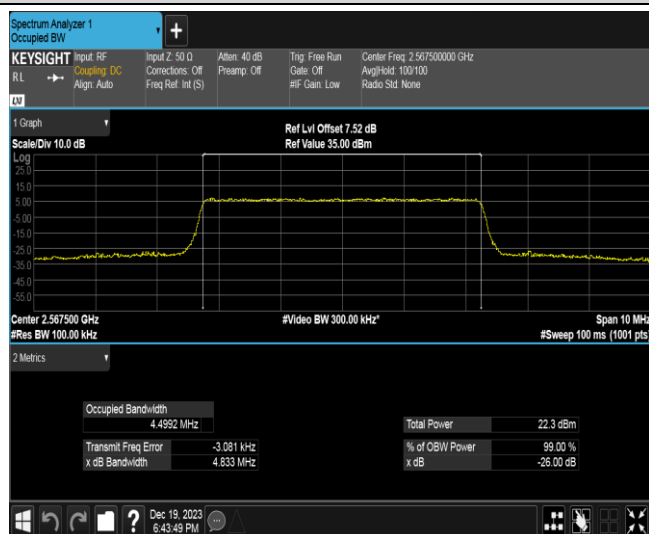 Spectrum Analyzer 1
Occupied BW
+
KEYSIGHT Input: RF Input Z: 50 Ω Atten: 40 dB Trig: Free Run Center Freq: 2.567500000 GHz
RL Coupling: DC Corrections: Off Preamp: Off Gate: Off Avg|Hold: 100/100
Align: Auto Freq Ref: Int (S) #IF Gain: Low Radio Std: None
LXI
1 Graph Ref Lvl Offset 7.52 dB
Scale/Div 10.0 dB Ref Value 35.00 dBm
Log
25.0
15.0
5.00
-5.00
-15.0
-25.0
-35.0
-45.0
-55.0
Center 2.567500 GHz #Video BW 300.00 kHz* Span 10 MHz
#Res BW 100.00 kHz #Sweep 100 ms (1001 pts)
2 Metrics
Occupied Bandwidth
4.4992 MHz Total Power 22.3 dBm
Transmit Freq Error -3.081 kHz % of OBW Power 99.00 %
x dB Bandwidth 4.833 MHz x dB -26.00 dB
? Dec 19, 2023
6:43:49 PM